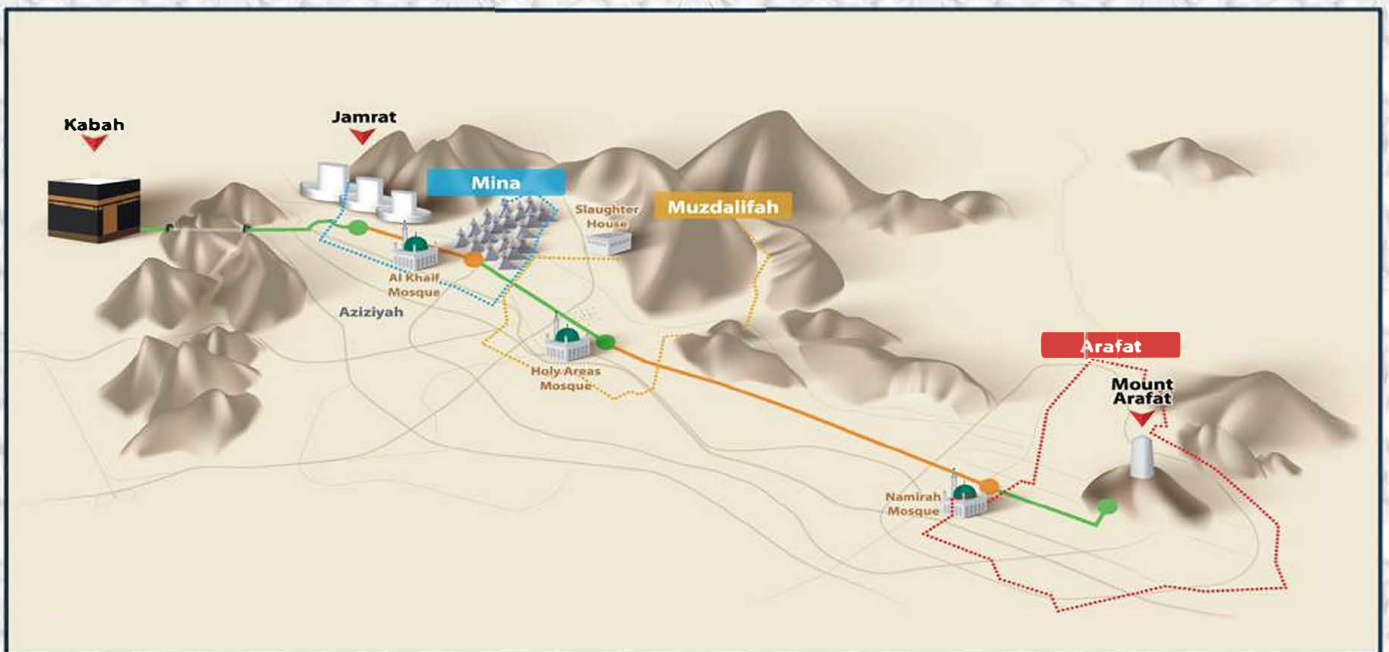 Kabah
Jamrat
Mina
Slaughter
House
Muzdalifah
Al Khaif
Mosque
Aziziyah
Holy Areas
Mosque
Arafat
Mount
Arafat
Namirah
Mosque